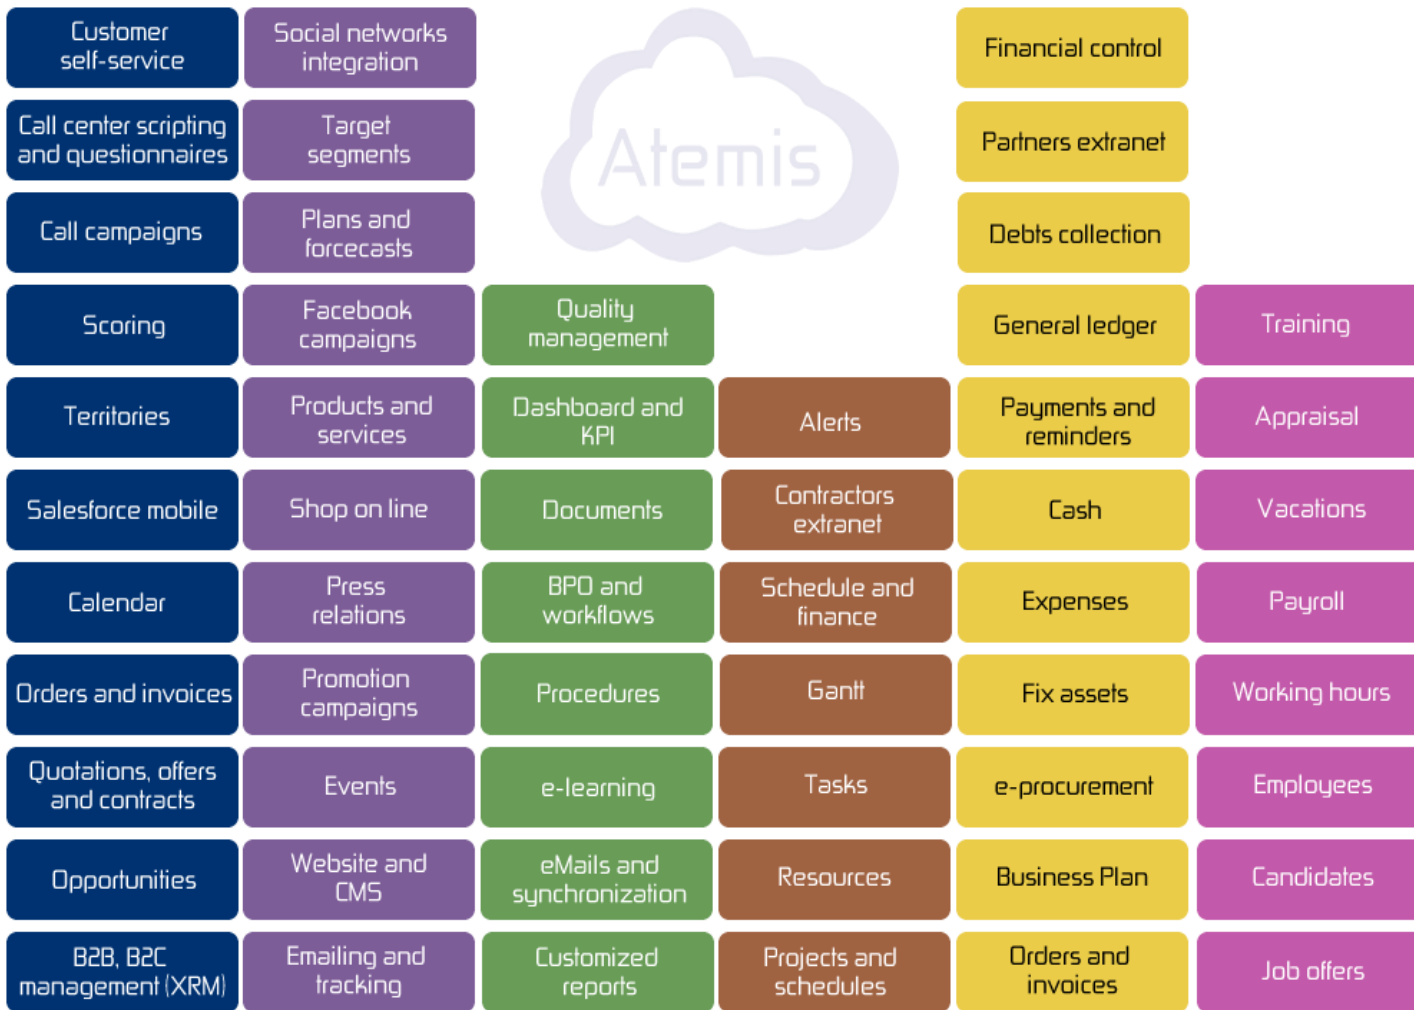 Customer
self-service
Social networks
integration
Atemis
Financial control
Call center scripting
and questionnaires
Target
segments
Partners extranet
Call campaigns
Plans and
forcecasts
Debts collection
Scoring
Facebook
campaigns
Quality
management
General ledger
Training
Territories
Products and
services
Dashboard and
KPI
Alerts
Payments and
reminders
Appraisal
Salesforce mobile
Shop on line
Documents
Contractors
extranet
Cash
Vacations
Calendar
Press
relations
BPO and
workflows
Schedule and
finance
Expenses
Payroll
Orders and invoices
Promotion
campaigns
Procedures
Gantt
Fix assets
Working hours
Quotations, offers
and contracts
Events
e-learning
Tasks
e-procurement
Employees
Opportunities
Website and
CMS
eMails and
synchronization
Resources
Business Plan
Candidates
B2B, B2C
management (XRM)
Emailing and
tracking
Customized
reports
Projects and
schedules
Orders and
invoices
Job offers